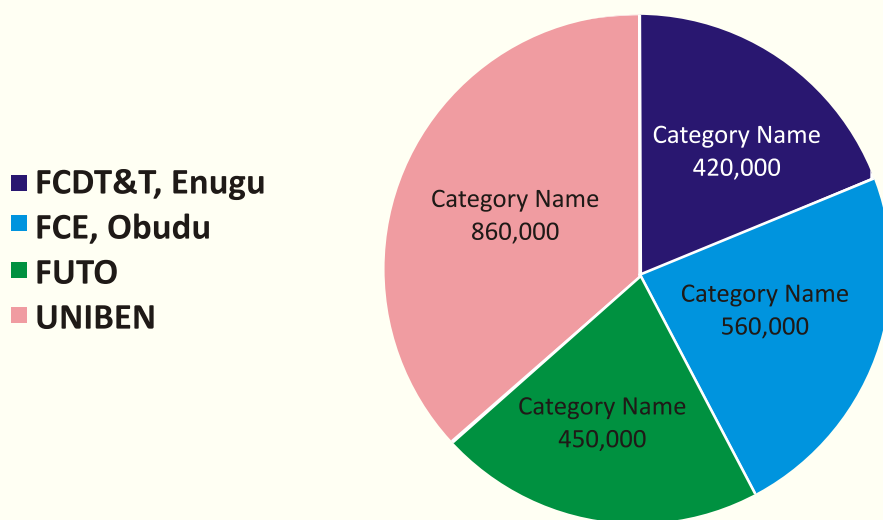 FCDT&T, Enugu
FCE, Obudu
FUTO
UNIBEN
Category Name
420,000
Category Name
860,000
Category Name
560,000
Category Name
450,000